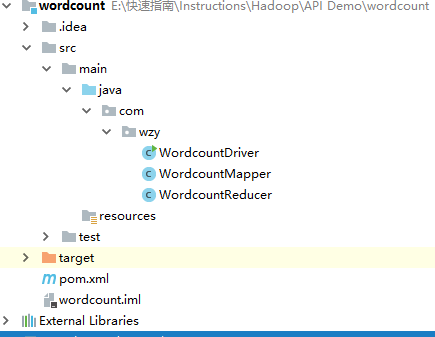 wordcount E:\快速指南\Instructions\Hadoop\API Demo\wordcount
.idea
src
main
java
com
wzy
WordcountDriver
WordcountMapper
WordcountReducer
resources
test
target
pom.xml
wordcount.iml
External Libraries